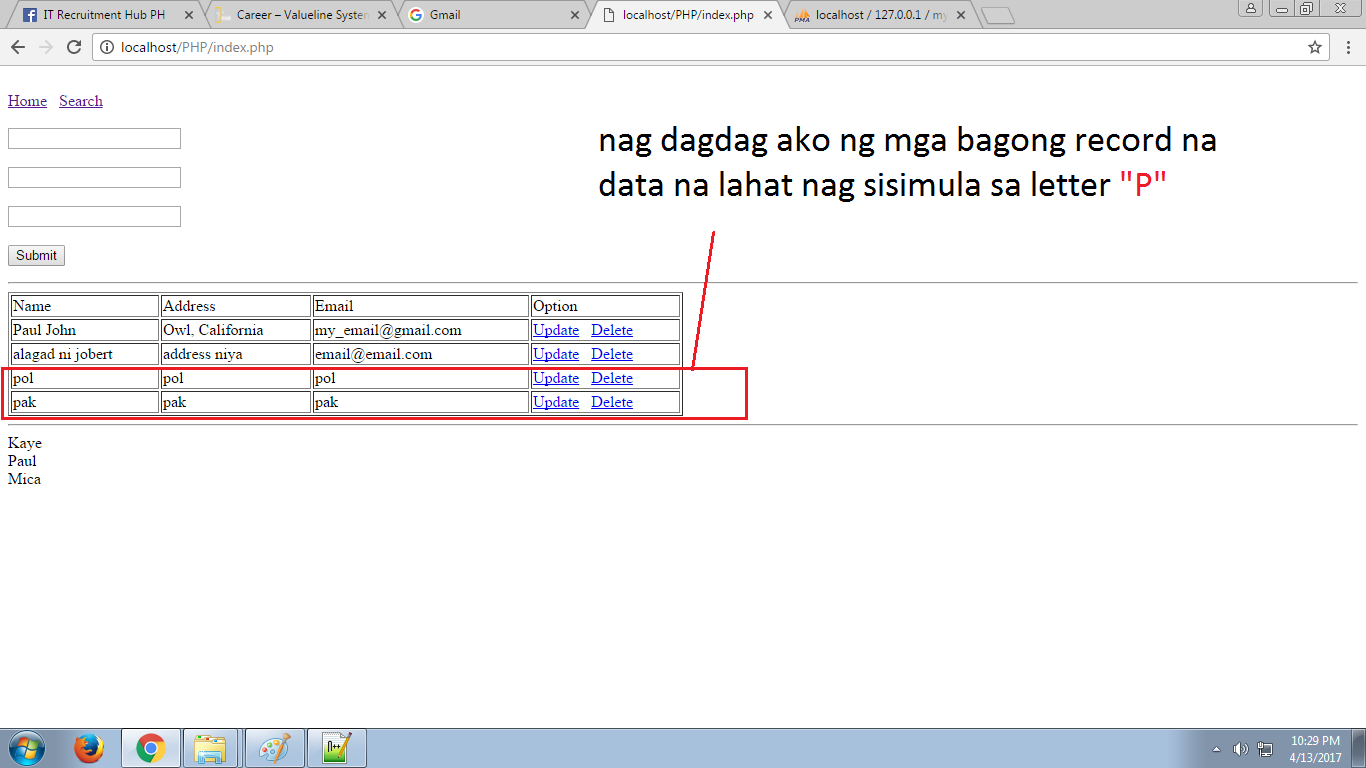 IT Recruitment Hub PH
Career – Valueline System
Gmail
localhost/PHP/index.php
localhost / 127.0.0.1 / my
localhost/PHP/index.php
Home Search
nag dagdag ako ng mga bagong record na
data na lahat nag sisimula sa letter "P"
Submit
Name Address Email Option
Paul John Owl, California my_email@gmail.com Update Delete
alagad ni jobert address niya email@email.com Update Delete
pol pol pol Update Delete
pak pak pak Update Delete
Kaye
Paul
Mica
10:29 PM
4/13/2017